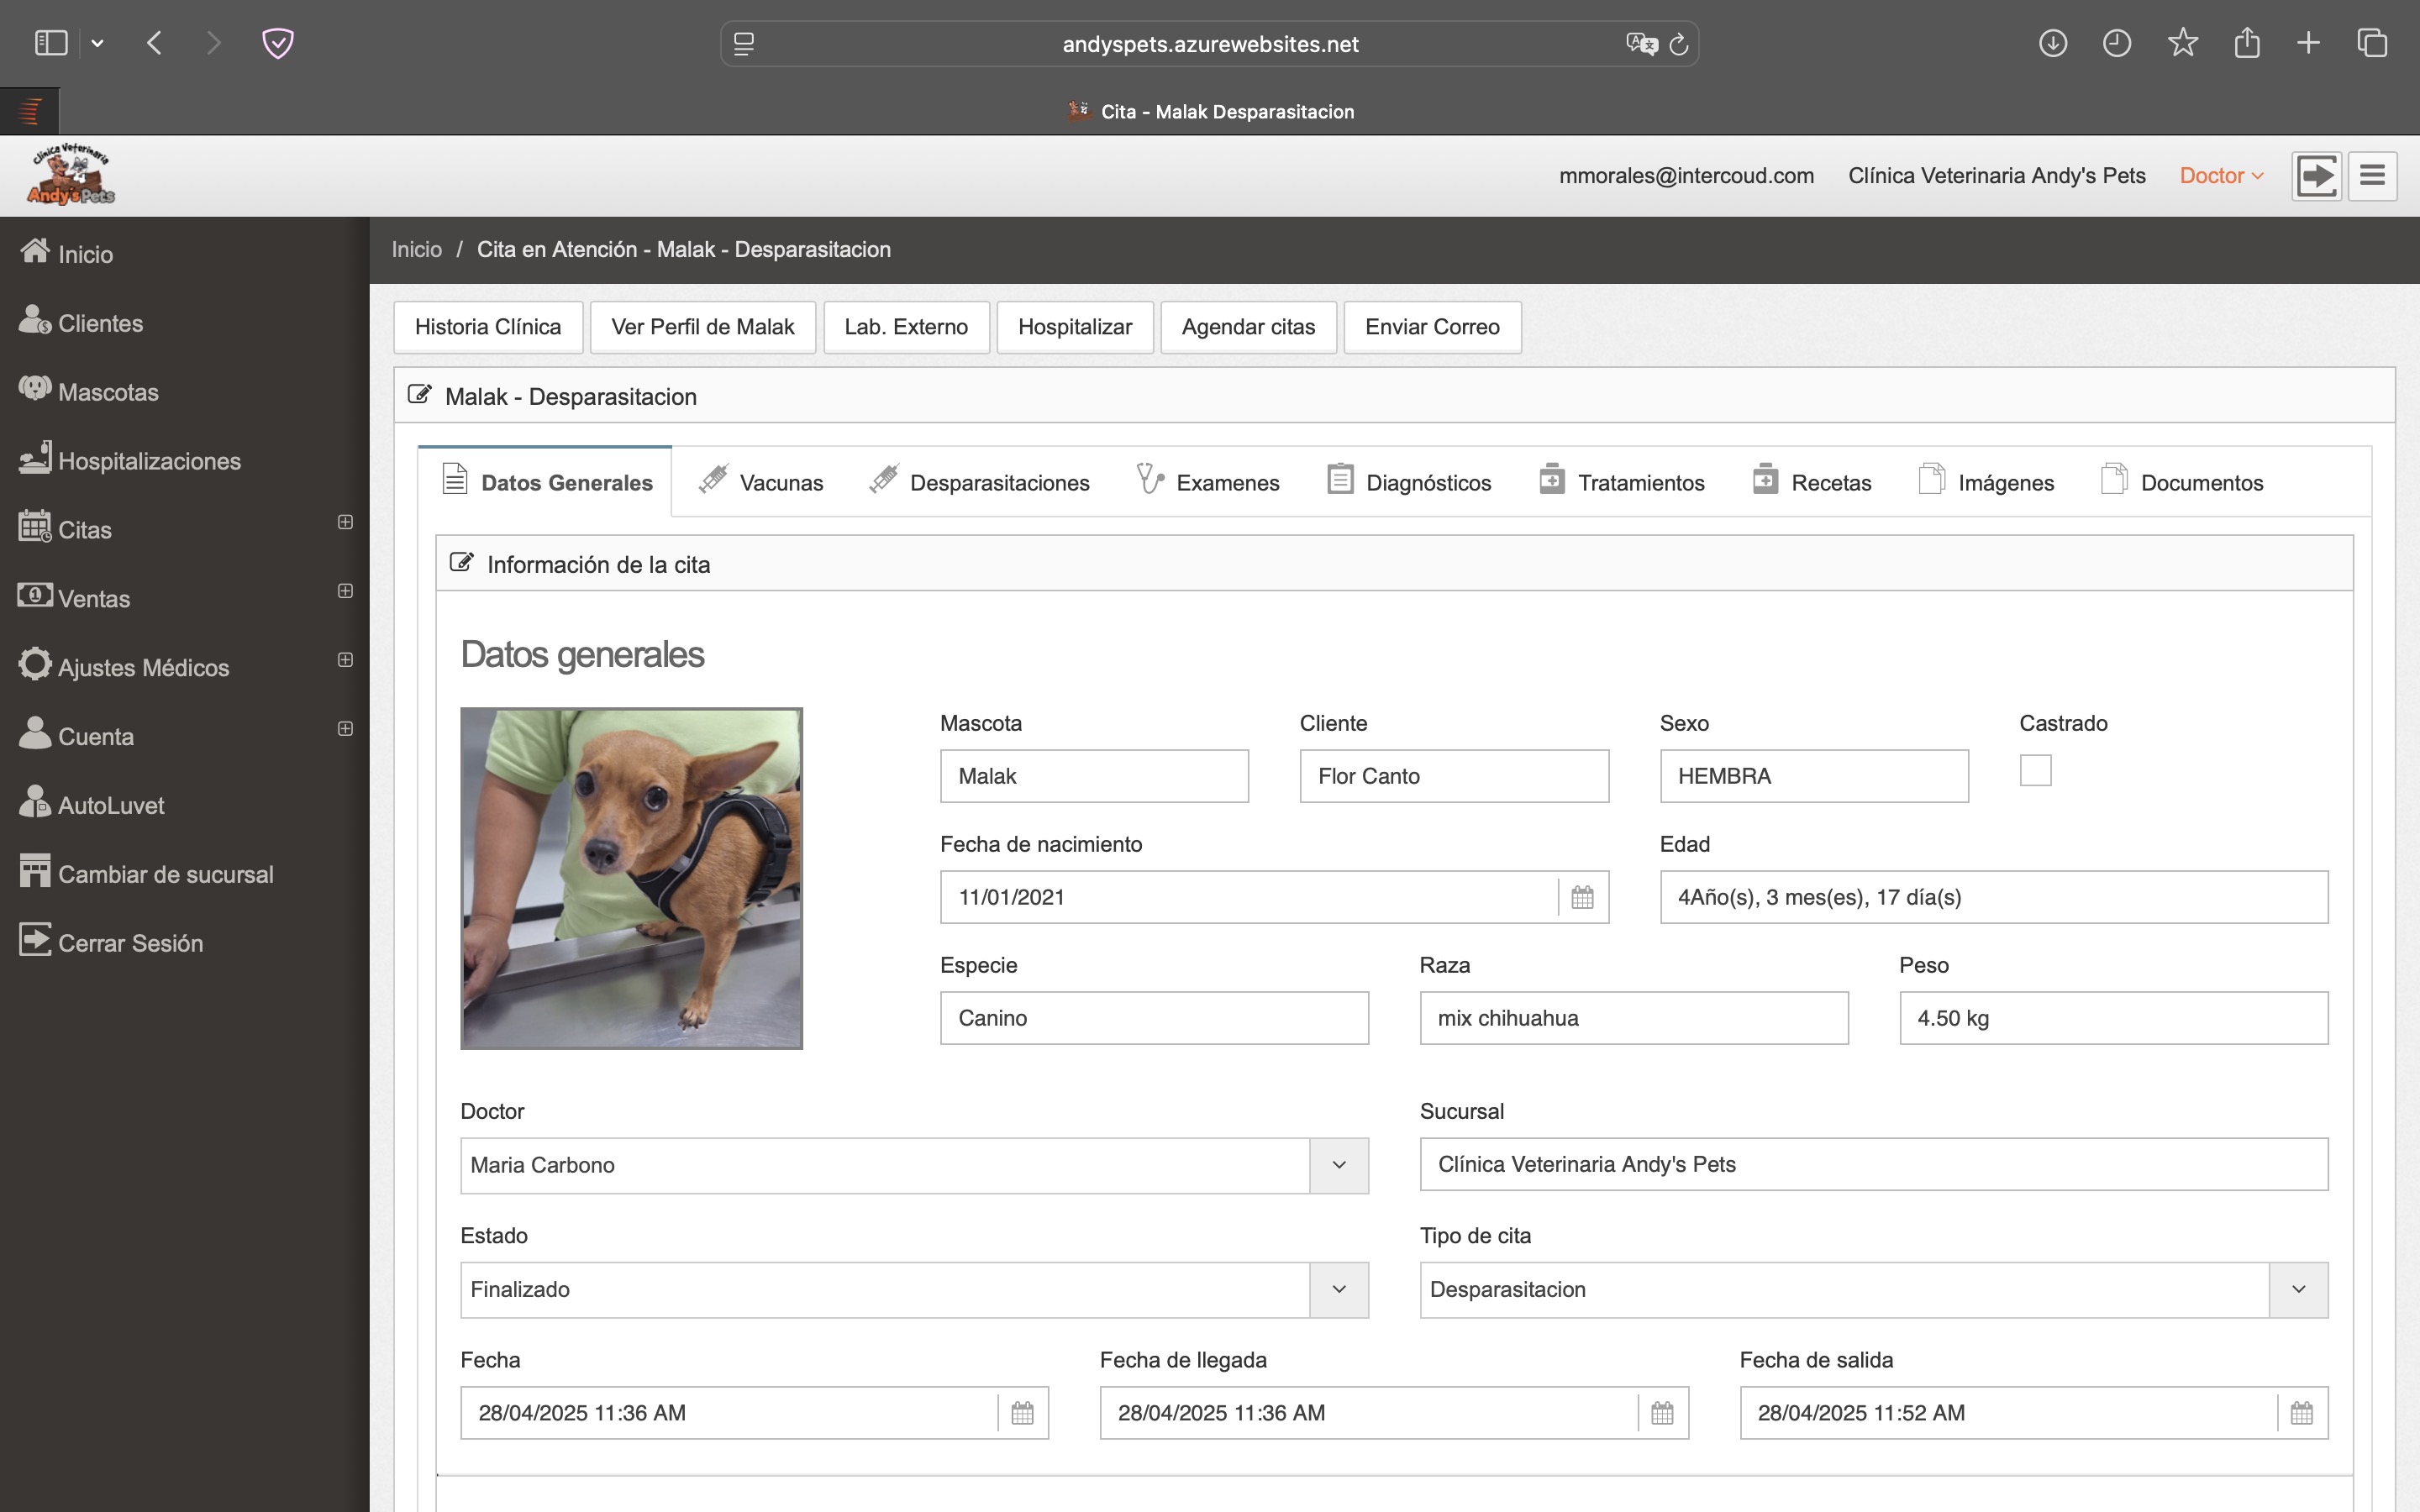 andyspets.azurewebsites.net
Cita - Malak Desparasitacion
Clínica Veterinaria
Andy's Pets
mmorales@intercoud.com
Clínica Veterinaria Andy's Pets
Doctor
Inicio
Clientes
Mascotas
Hospitalizaciones
Citas
Ventas
Ajustes Médicos
Cuenta
AutoLuvet
Cambiar de sucursal
Cerrar Sesión
Inicio / Cita en Atención - Malak - Desparasitacion
Historia Clínica Ver Perfil de Malak Lab. Externo Hospitalizar Agendar citas Enviar Correo
Malak - Desparasitacion
Datos Generales Vacunas Desparasitaciones Examenes Diagnósticos Tratamientos Recetas Imágenes Documentos
Información de la cita
Datos generales
Mascota Cliente Sexo Castrado
Malak Flor Canto HEMBRA
Fecha de nacimiento Edad
11/01/2021 4Año(s), 3 mes(es), 17 día(s)
Especie Raza Peso
Canino mix chihuahua 4.50 kg
Doctor Sucursal
Maria Carbono Clínica Veterinaria Andy's Pets
Estado Tipo de cita
Finalizado Desparasitacion
Fecha Fecha de llegada Fecha de salida
28/04/2025 11:36 AM 28/04/2025 11:36 AM 28/04/2025 11:52 AM